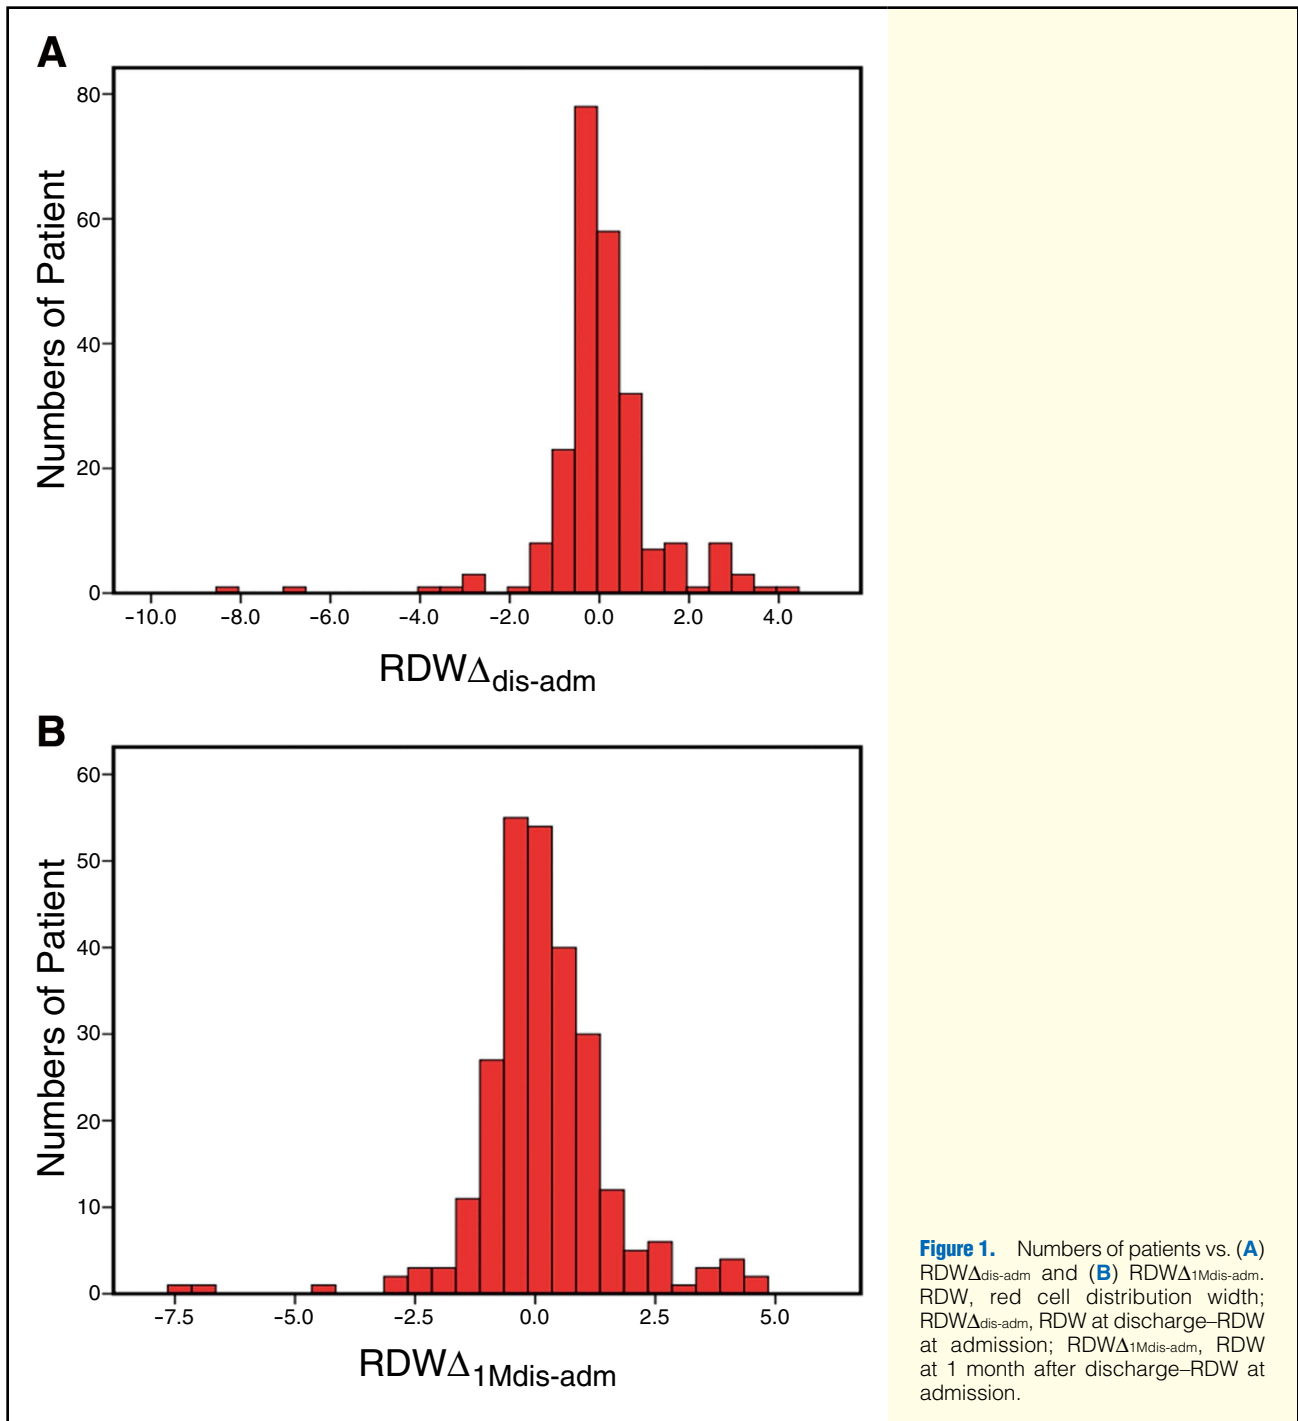 A
Numbers of Patient
80
60
40
20
0
−10.0 −8.0 −6.0 −4.0 −2.0 0.0 2.0 4.0
RDWΔdis-adm
B
Numbers of Patient
60
50
40
30
20
10
0
−7.5 −5.0 −2.5 0.0 2.5 5.0
RDWΔ1Mdis-adm
Figure 1. Numbers of patients vs. (A)
RDWΔdis-adm and (B) RDWΔ1Mdis-adm.
RDW, red cell distribution width;
RDWΔdis-adm, RDW at discharge–RDW
at admission; RDWΔ1Mdis-adm, RDW
at 1 month after discharge–RDW at
admission.